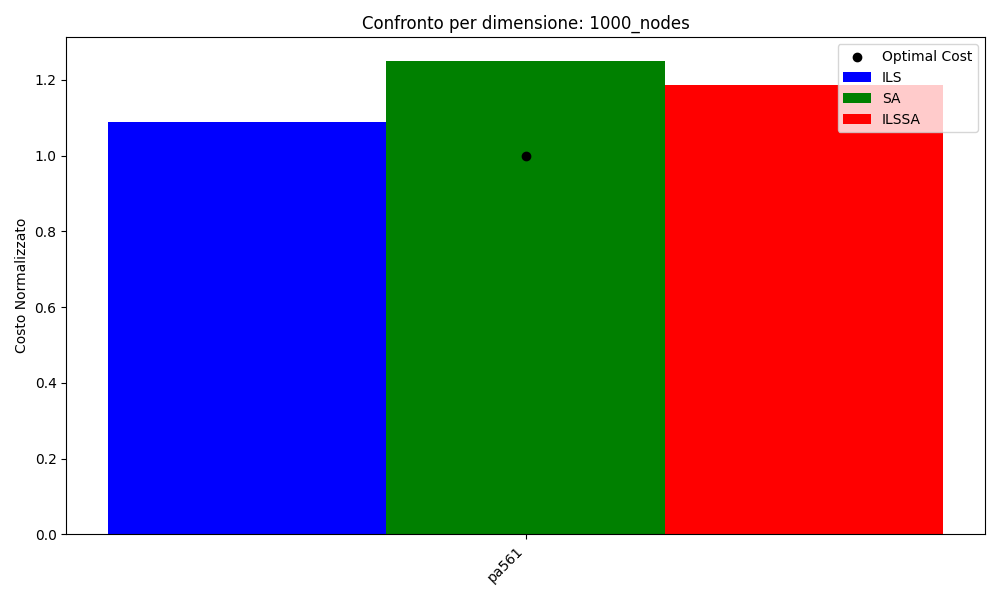 Confronto per dimensione: 1000_nodes
Optimal Cost
ILS
SA
ILSSA
Costo Normalizzato
1.2
1.0
0.8
0.6
0.4
0.2
0.0
pa561